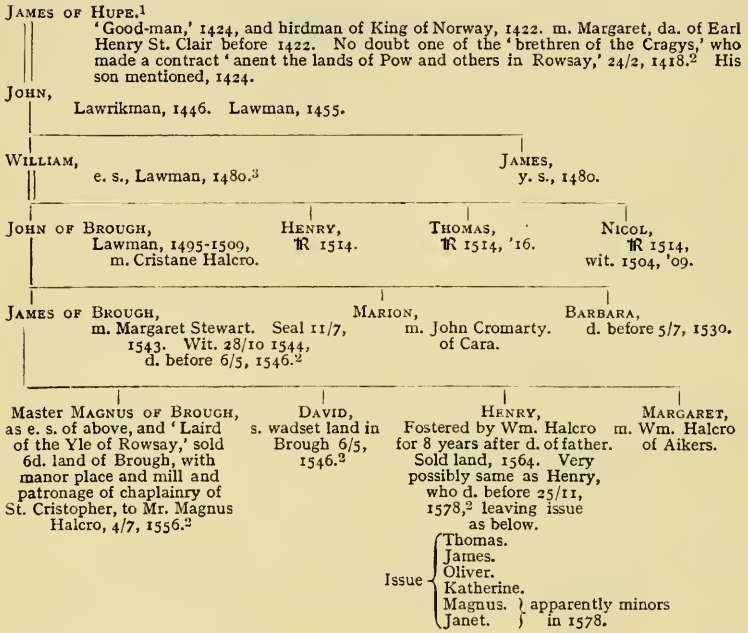 JAMES OF HUPE.1
'Good-man,' 1424, and hirdman of King of Norway, 1422. m. Margaret, da. of Earl
Henry St. Clair before 1422. No doubt one of the 'brethren of the Cragys,' who
made a contract 'anent the lands of Pow and others in Rowsay,' 24/2, 1418.2 His
son mentioned, 1424.
JOHN,
Lawrikman, 1446. Lawman, 1455.
WILLIAM,
e. s., Lawman, 1480.3
JAMES,
y. s., 1480.
JOHN OF BROUGH,
Lawman, 1495-1509,
m. Cristane Halcro.
HENRY,
R 1514.
THOMAS,
R 1514, '16.
NICOL,
R 1514,
wit. 1504, '09.
JAMES OF BROUGH,
m. Margaret Stewart. Seal 11/7,
1543. Wit. 28/10 1544,
d. before 6/5, 1546.2
MARION,
m. John Cromarty.
of Cara.
BARBARA,
d. before 5/7, 1530.
Master MAGNUS OF BROUGH,
as e. s. of above, and 'Laird
of the Yle of Rowsay,' sold
6d. land of Brough, with
manor place and mill and
patronage of chaplainry of
St. Cristopher, to Mr. Magnus
Halcro, 4/7, 1556.2
DAVID,
s. wadset land in
Brough 6/5,
1546.2
HENRY,
Fostered by Wm. Halcro
for 8 years after d. of father.
Sold land, 1564. Very
possibly same as Henry,
who d. before 25/11,
1578,2 leaving issue
as below.
MARGARET,
m. Wm. Halcro
of Aikers.
Issue
Thomas.
James.
Oliver.
Katherine.
Magnus. } apparently minors
Janet. } in 1578.